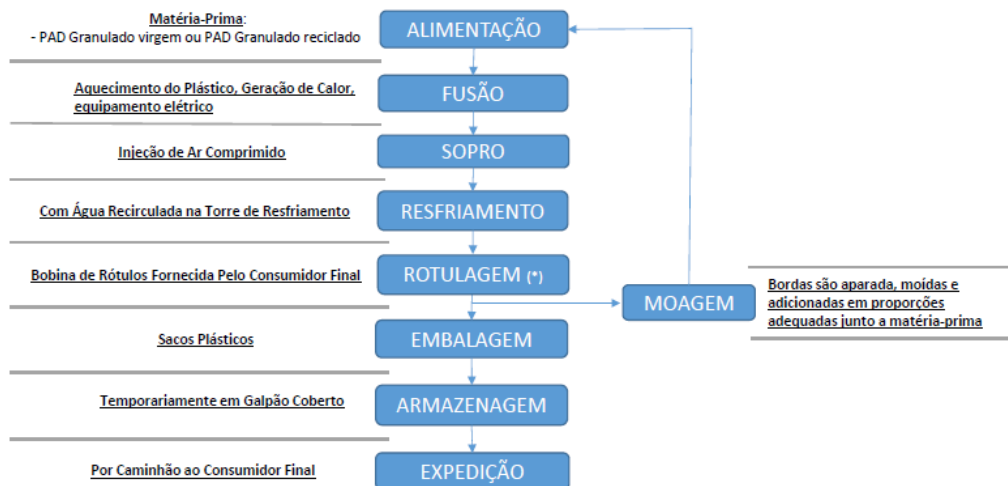 Matéria-Prima:
- PAD Granulado virgem ou PAD Granulado reciclado
ALIMENTAÇÃO
Aquecimento do Plástico, Geração de Calor,
equipamento elétrico
FUSÃO
Injeção de Ar Comprimido
SOPRO
Com Água Recirculada na Torre de Resfriamento
RESFRIAMENTO
Bobina de Rótulos Fornecida Pelo Consumidor Final
ROTULAGEM (*)
MOAGEM
Bordas são aparada, moídas e
adicionadas em proporções
adequadas junto a matéria-prima
Sacos Plásticos
EMBALAGEM
Temporariamente em Galpão Coberto
ARMAZENAGEM
Por Caminhão ao Consumidor Final
EXPEDIÇÃO